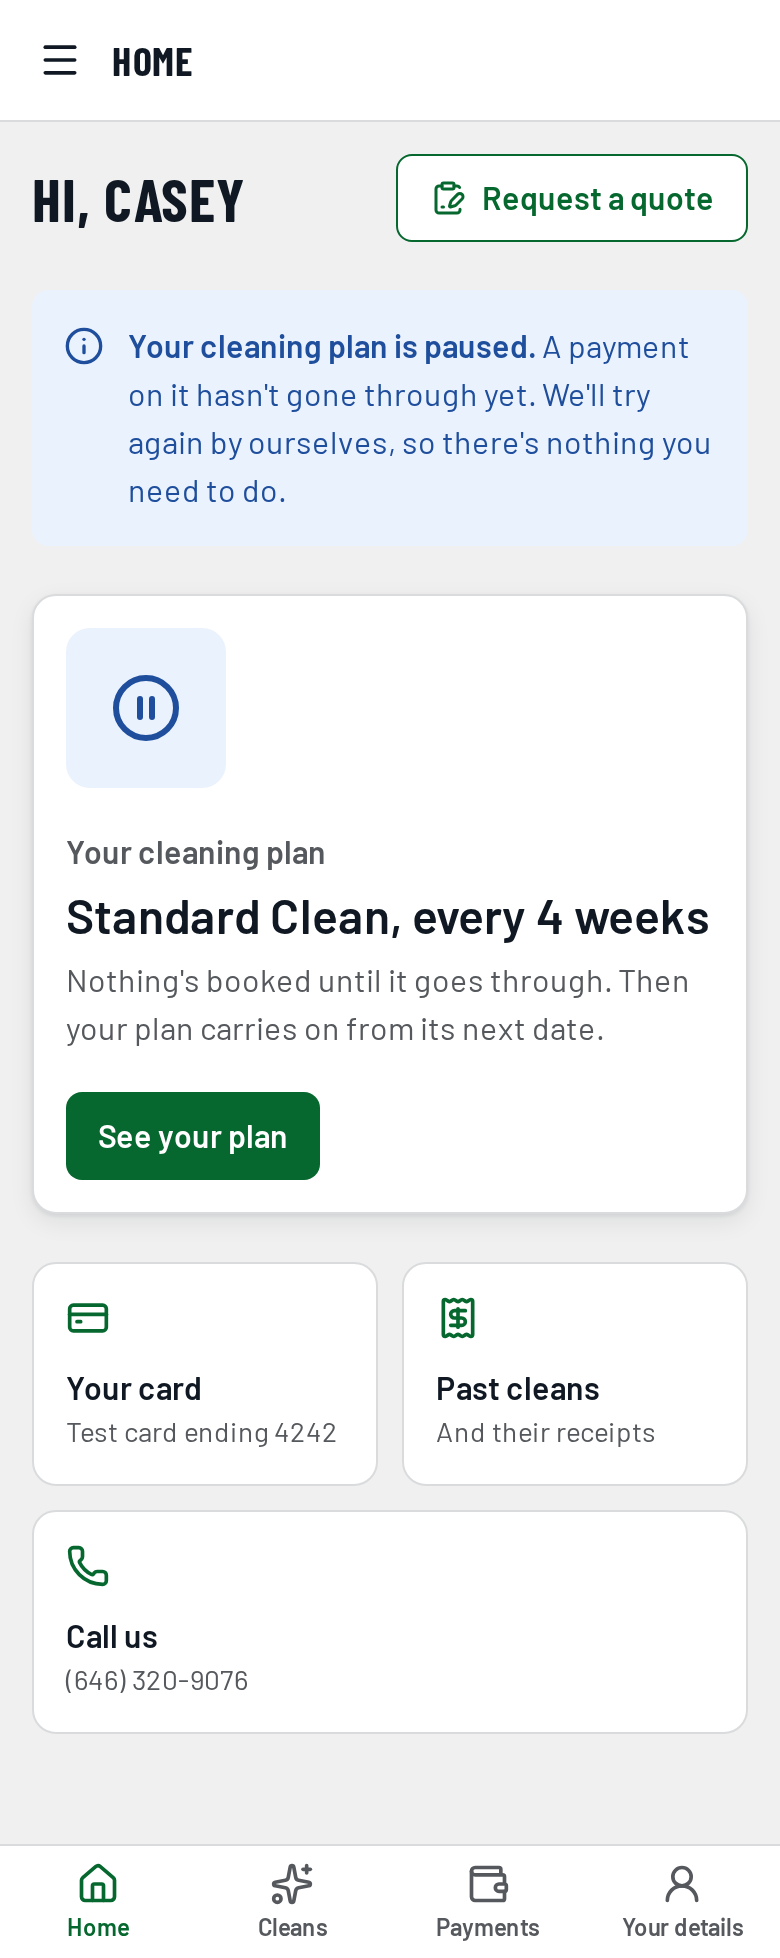 HOME
HI, CASEY
Request a quote
Your cleaning plan is paused. A payment
on it hasn't gone through yet. We'll try
again by ourselves, so there's nothing you
need to do.
Your cleaning plan
Standard Clean, every 4 weeks
Nothing's booked until it goes through. Then
your plan carries on from its next date.
See your plan
Your card
Test card ending 4242
Past cleans
And their receipts
Call us
(646) 320-9076
Home
Cleans
Payments
Your details